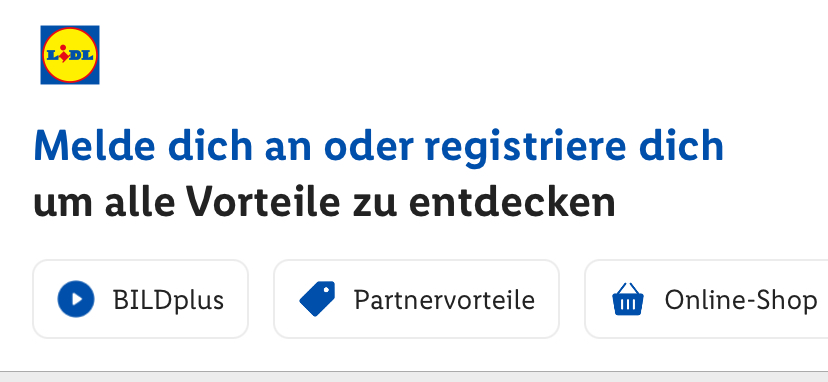 LIDL
Melde dich an oder registriere dich
um alle Vorteile zu entdecken
BILDplus
Partnervorteile
Online-Shop